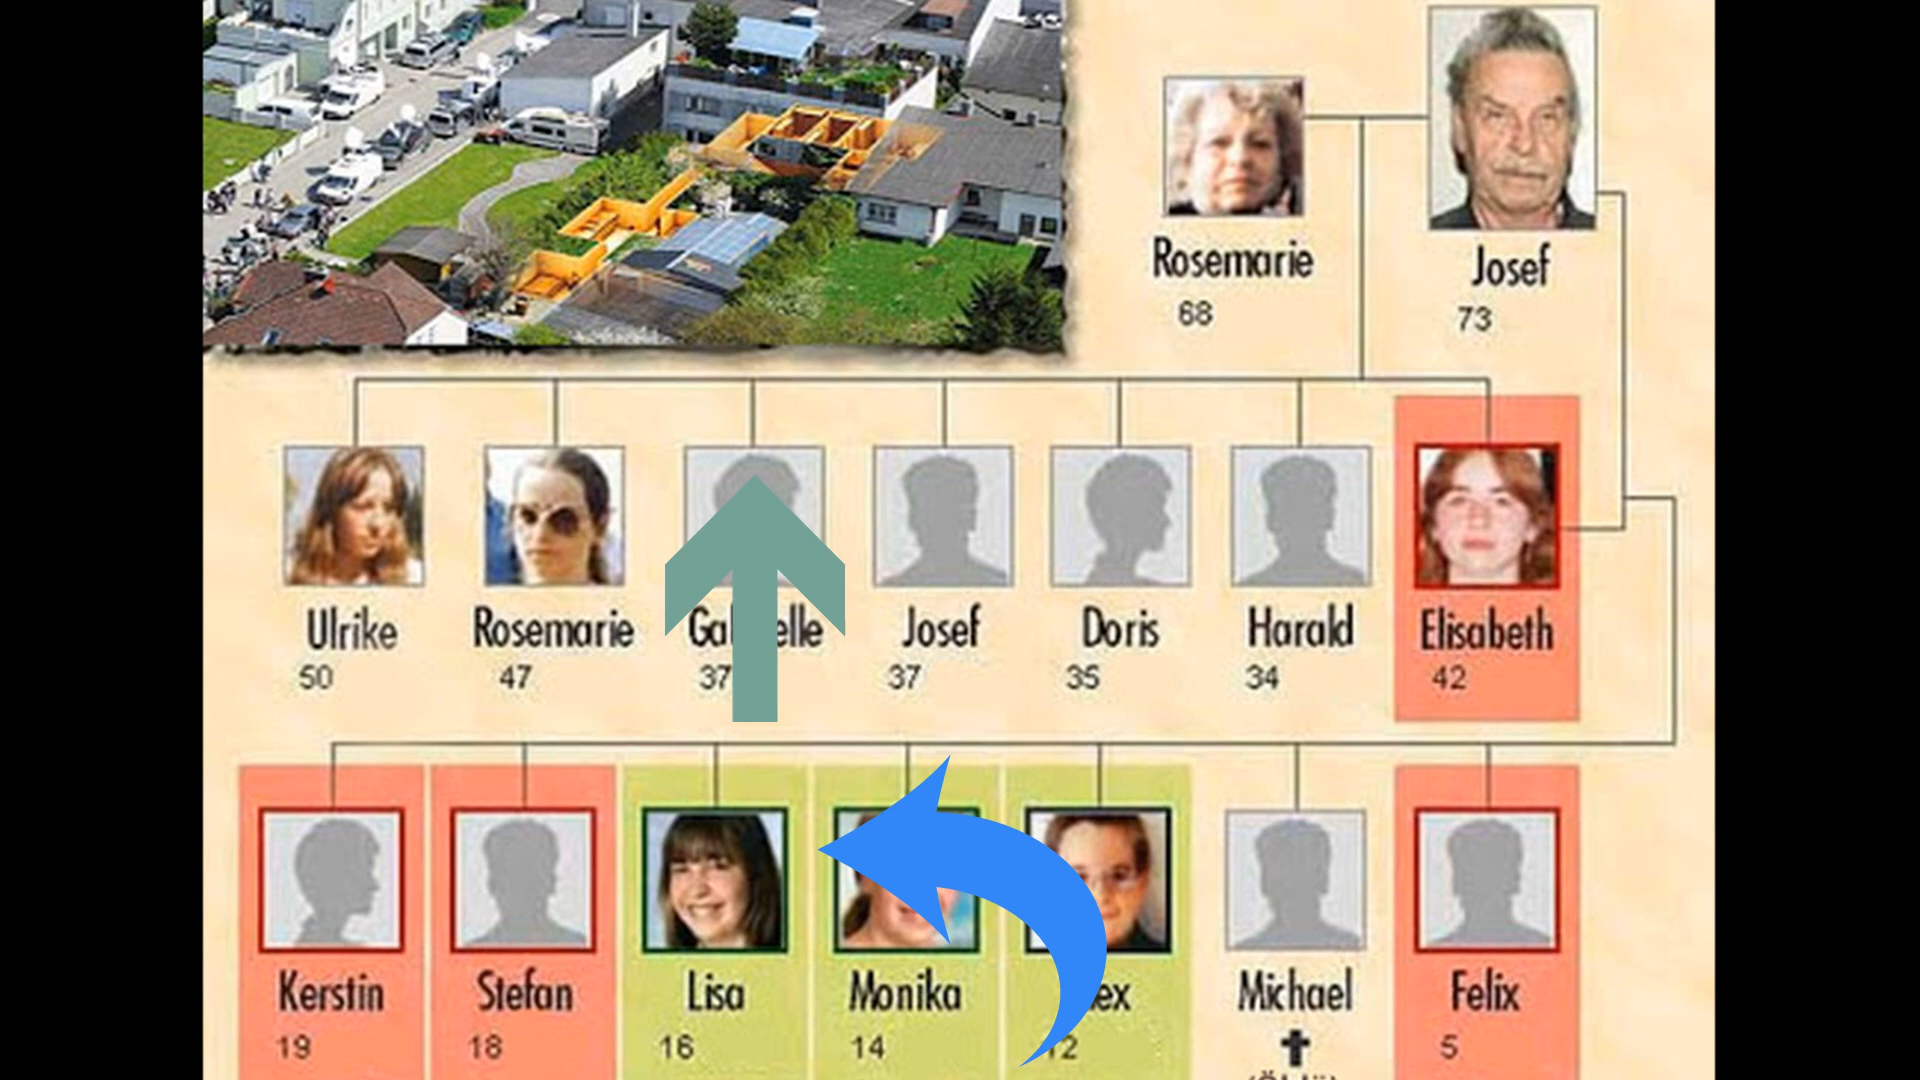 Rosemarie
68
Josef
73
Ulrike
50
Rosemarie
47
37
Josef
37
Doris
35
Harald
34
Elisabeth
42
Kerstin
19
Stefan
18
Lisa
16
Monika
14
12
Michael
Felix
5